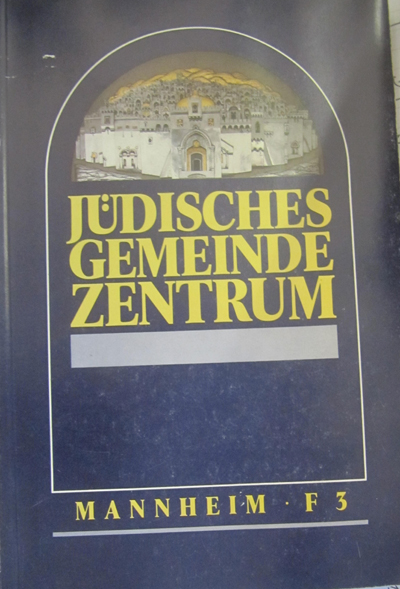 JÜDISCHES
GEMEINDE
ZENTRUM
MANNHEIM · F 3